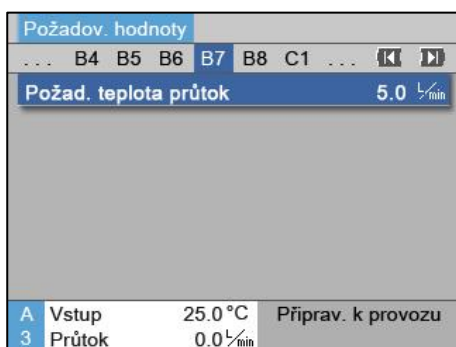 Požadov. hodnoty
... B4 B5 B6 B7 B8 C1 ...
Požad. teplota průtok 5.0 L/min
A Vstup 25.0 °C Připrav. k provozu
3 Průtok 0.0 L/min